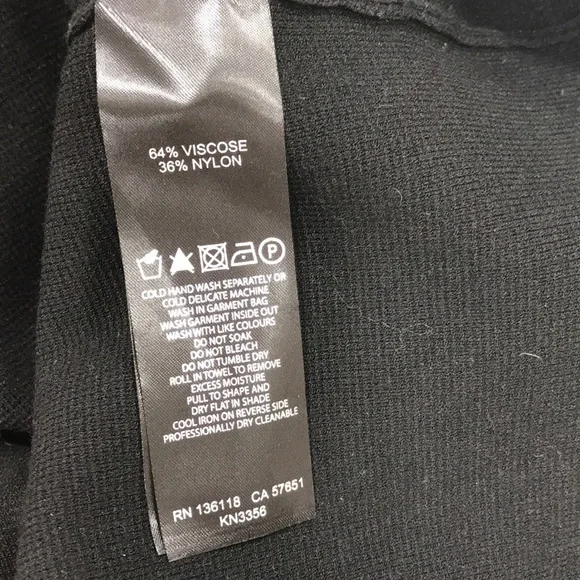 64% VISCOSE
36% NYLON
P
COLD HAND WASH SEPARATELY OR
COLD DELICATE MACHINE
WASH IN GARMENT BAG
WASH GARMENT INSIDE OUT
WASH WITH LIKE COLOURS
DO NOT SOAK
DO NOT BLEACH
DO NOT TUMBLE DRY
ROLL IN TOWEL TO REMOVE
EXCESS MOISTURE
PULL TO SHAPE AND
DRY FLAT IN SHADE
COOL IRON ON REVERSE SIDE
PROFESSIONALLY DRY CLEANABLE
RN 136118 CA 57651
KN3356